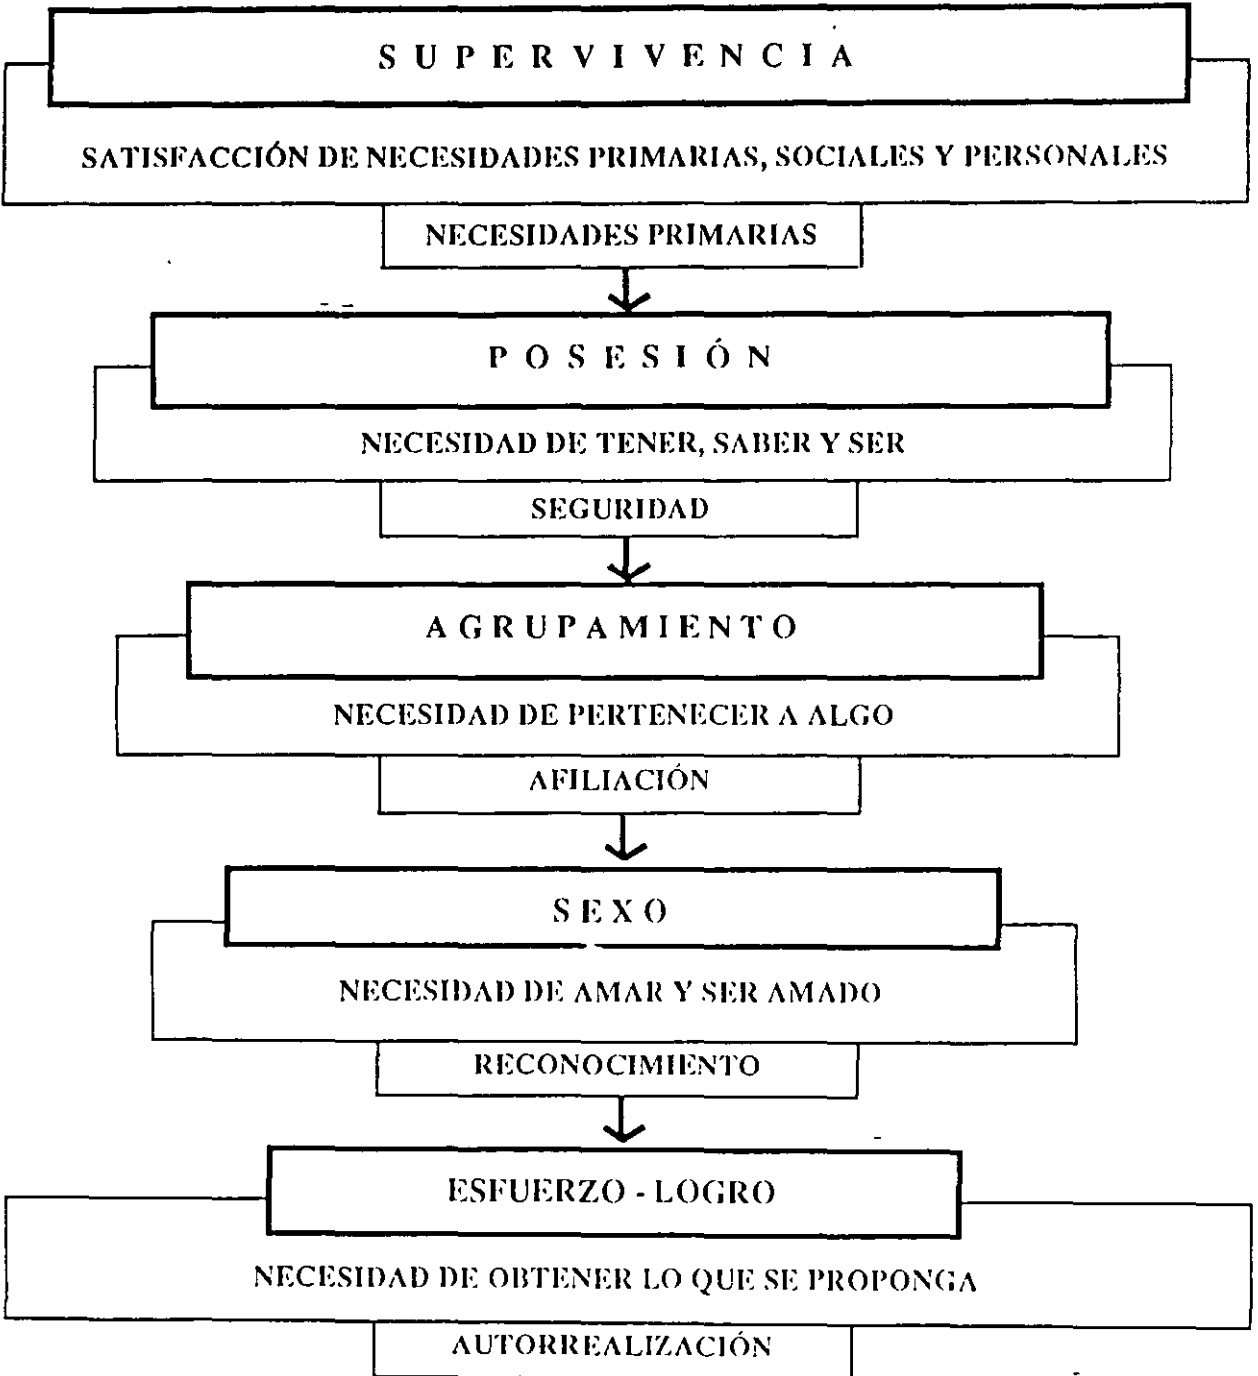 SUPERVIVENCIA
SATISFACCIÓN DE NECESIDADES PRIMARIAS, SOCIALES Y PERSONALES
NECESIDADES PRIMARIAS
POSESIÓN
NECESIDAD DE TENER, SABER Y SER
SEGURIDAD
AGRUPAMIENTO
NECESIDAD DE PERTENECER A ALGO
AFILIACIÓN
SEXO
NECESIDAD DE AMAR Y SER AMADO
RECONOCIMIENTO
ESFUERZO - LOGRO
NECESIDAD DE OBTENER LO QUE SE PROPONGA
AUTORREALIZACIÓN